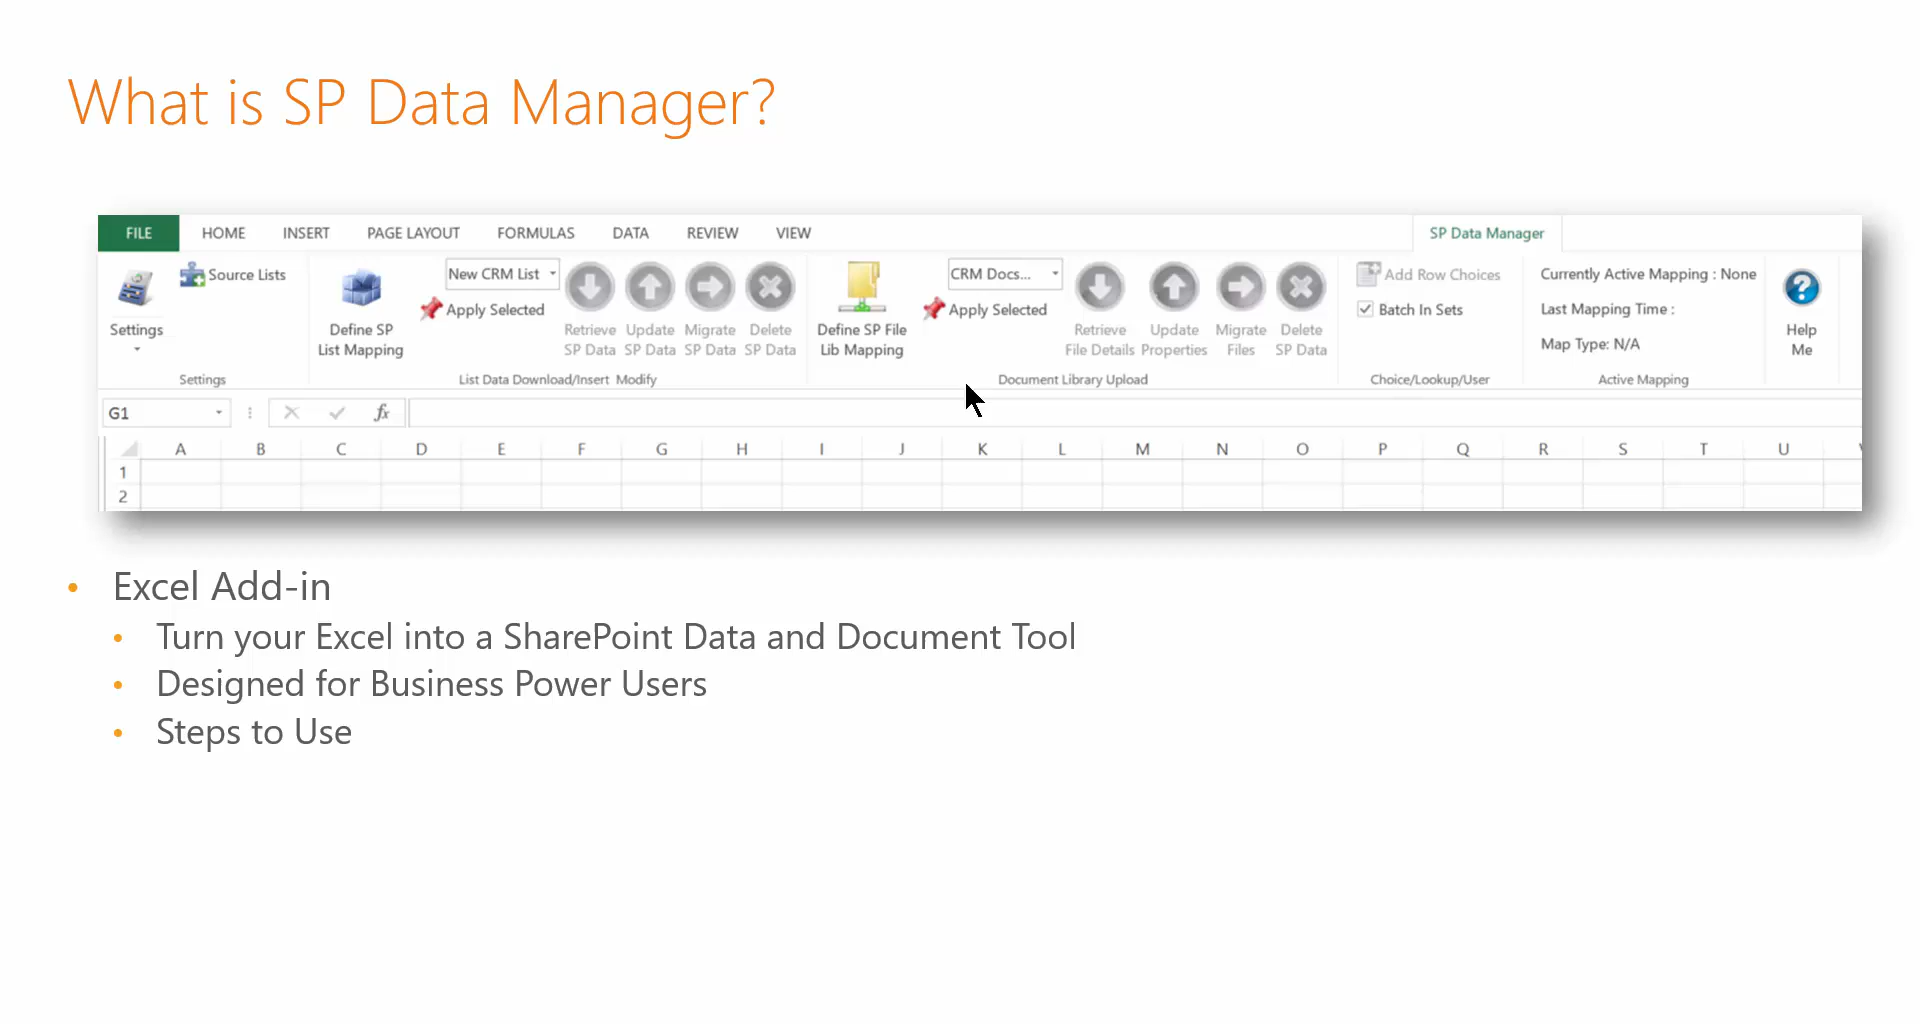 What is SP Data Manager?
FILE HOME INSERT PAGE LAYOUT FORMULAS DATA REVIEW VIEW SP Data Manager
Settings
Source Lists
Settings
Define SP
List Mapping
New CRM List
Apply Selected
Retrieve
SP Data
Update
SP Data
Migrate
SP Data
Delete
SP Data
List Data Download/Insert Modify
Define SP File
Lib Mapping
CRM Docs...
Apply Selected
Retrieve
File Details
Update
Properties
Migrate
Files
Delete
SP Data
Document Library Upload
Add Row Choices
Batch In Sets
Choice/Lookup/User
Currently Active Mapping : None
Last Mapping Time :
Map Type: N/A
Active Mapping
Help
Me
G1 fx
A B C D E F G H I J K L M N O P Q R S T U
1
2
• Excel Add-in
• Turn your Excel into a SharePoint Data and Document Tool
• Designed for Business Power Users
• Steps to Use